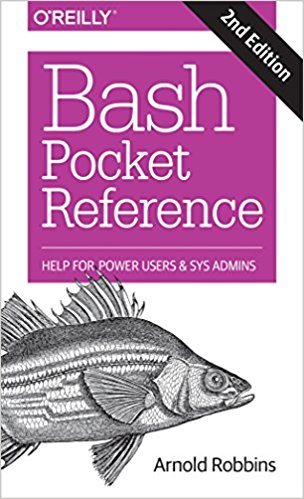 O'REILLY®
2nd Edition
Bash
Pocket
Reference
HELP FOR POWER USERS & SYS ADMINS
Arnold Robbins